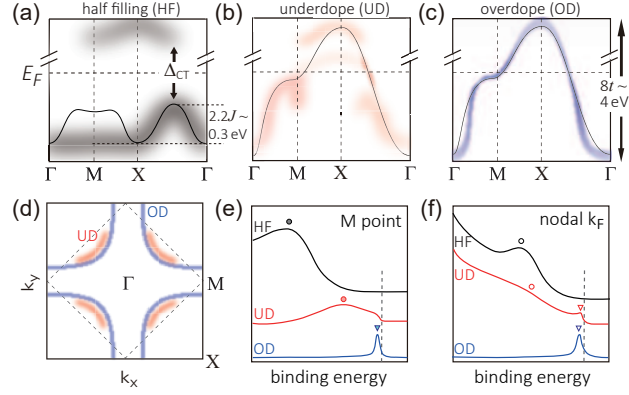 (a) half filling (HF)
E_F
Δ_CT
2.2J ~
0.3 eV
Γ M X Γ
(b) underdope (UD)
Γ M X Γ
(c) overdope (OD)
8t ~
4 eV
Γ M X Γ
(d)
OD
UD
Γ
M
X
k_y
k_x
(e) M point
HF
UD
OD
binding energy
(f) nodal k_F
HF
UD
OD
binding energy